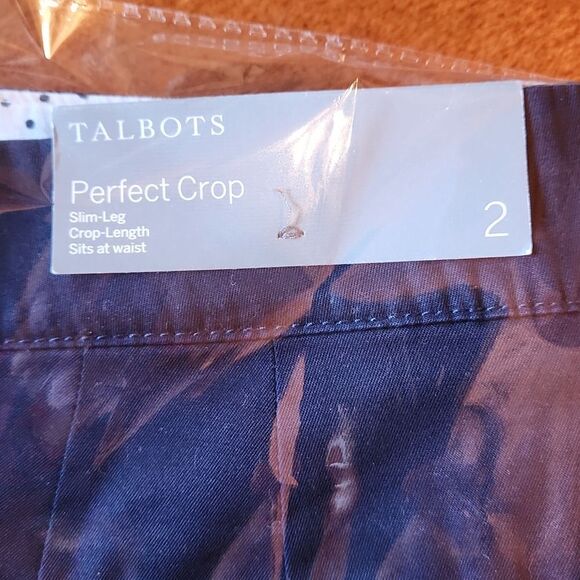 TALBOTS
Perfect Crop
Slim-Leg
Crop-Length
Sits at waist
2